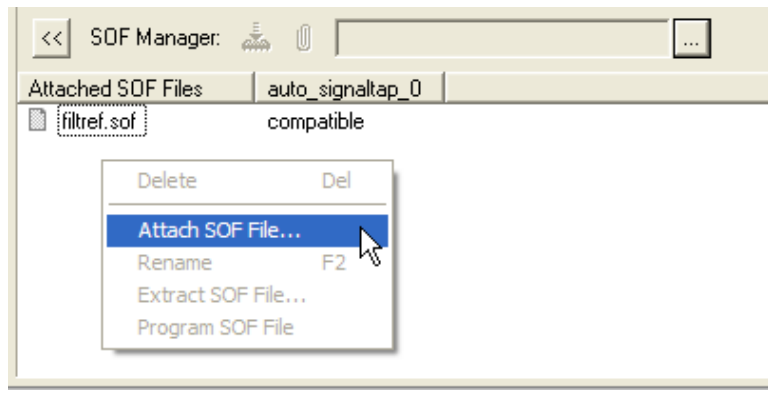 << SOF Manager: ...
Attached SOF Files auto_signaltap_0
filtref.sof compatible
Delete Del
Attach SOF File...
Rename F2
Extract SOF File...
Program SOF File